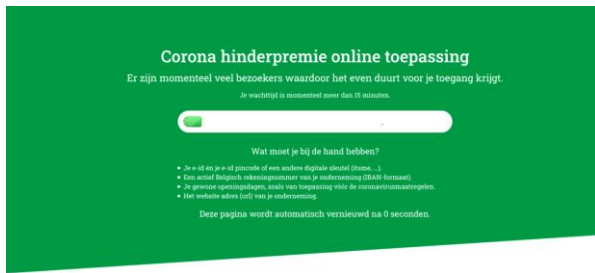 Corona hinderpremie online toepassing
Er zijn momenteel veel bezoekers waardoor het even duurt voor je toegang krijgt.
Je wachttijd is momenteel meer dan 15 minuten.
Wat moet je bij de hand hebben?
• Je e-id én je e-id pincode of een andere digitale sleutel (itsme, ...).
• Een actief Belgisch rekeningnummer van je onderneming (IBAN-formaat).
• Je gewone openingsdagen, zoals van toepassing vóór de coronavirusmaatregelen.
• Het website adres (url) van je onderneming.
Deze pagina wordt automatisch vernieuwd na 0 seconden.